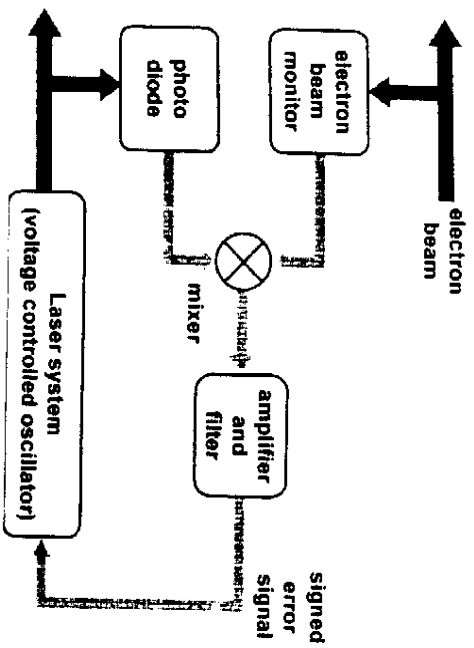 electron
beam
electron
beam
monitor
signed
error
signal
amplifier
and
filter
mixer
photo
diode
Laser system
(voltage controlled oscillator)